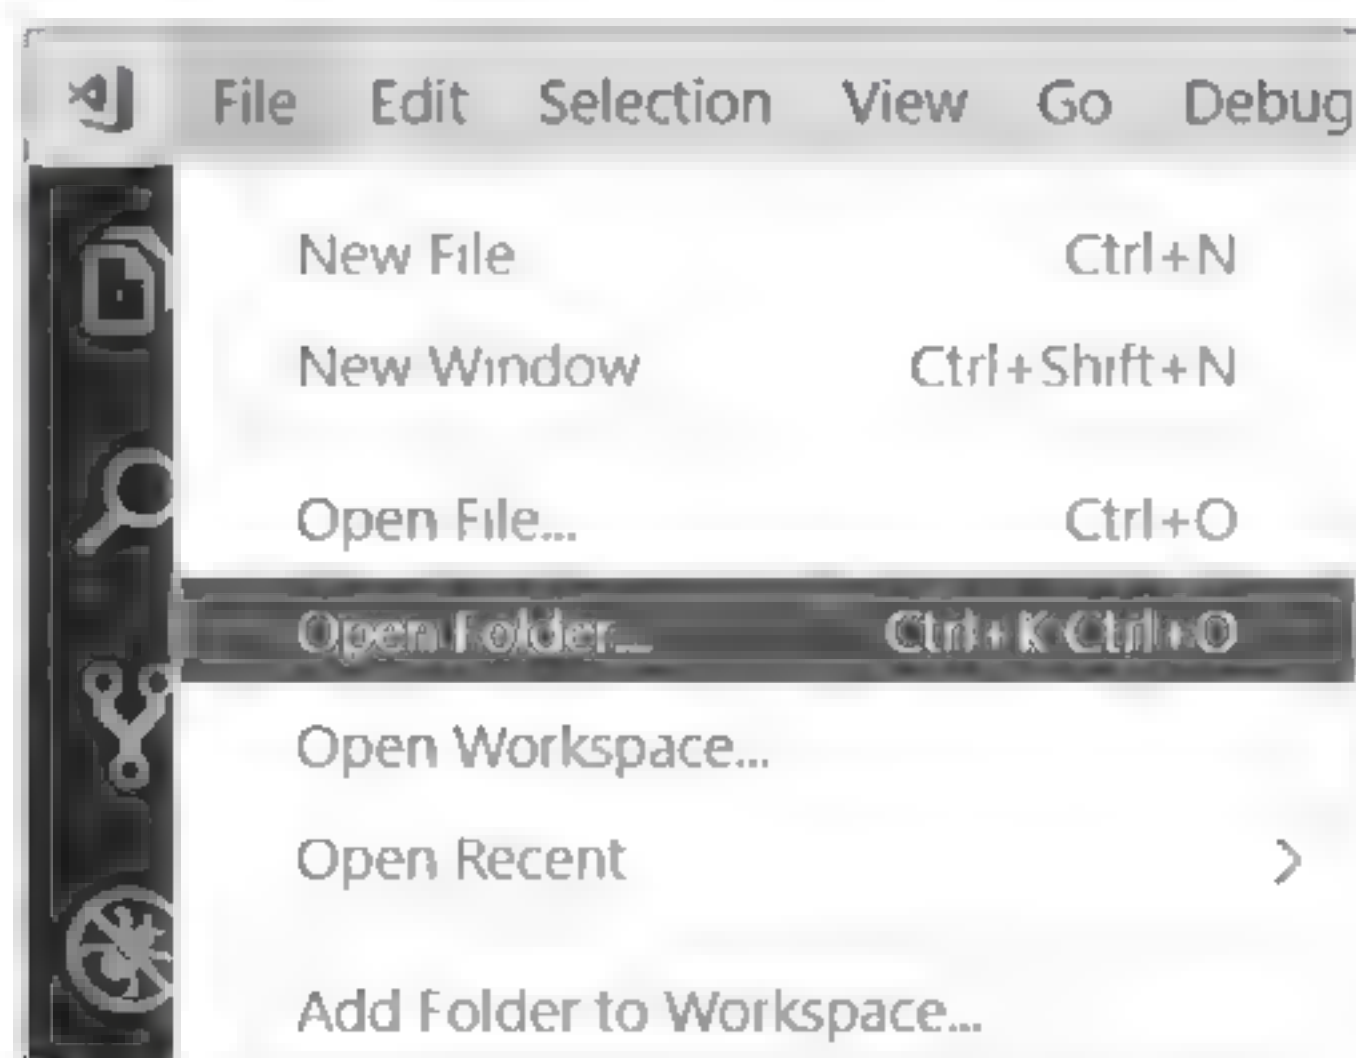 File Edit Selection View Go Debug
New File Ctrl+N
New Window Ctrl+Shift+N
Open File... Ctrl+O
Open Folder... Ctrl+K Ctrl+O
Open Workspace...
Open Recent
Add Folder to Workspace...